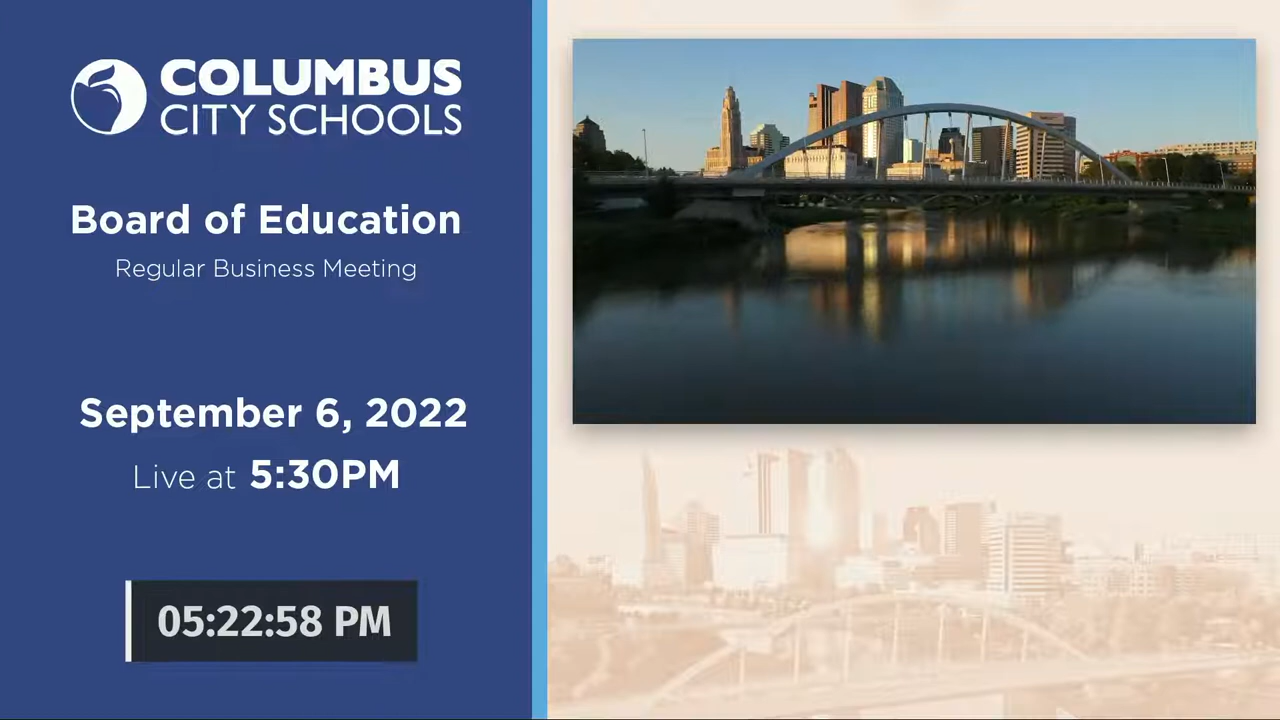 COLUMBUS
CITY SCHOOLS
Board of Education
Regular Business Meeting
September 6, 2022
Live at 5:30PM
05:22:58 PM